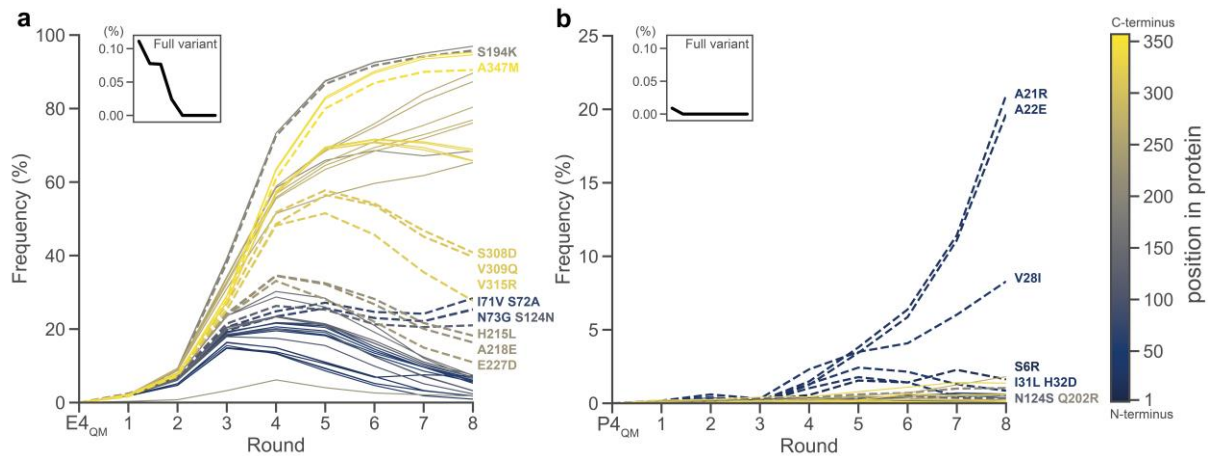 a
(%)
Full variant
0.10
0.05
0.00
100
80
60
40
20
0
Frequency (%)
S194K
A347M
S308D
V309Q
V315R
I71V S72A
N73G S124N
H215L
A218E
E227D
E4QM 1 2 3 4 5 6 7 8
Round
b
(%)
Full variant
0.10
0.05
0.00
25
20
15
10
5
0
Frequency (%)
A21R
A22E
V28I
S6R
I31L H32D
N124S Q202R
P4QM 1 2 3 4 5 6 7 8
Round
C-terminus
350
300
250
200
150
100
50
1
N-terminus
position in protein